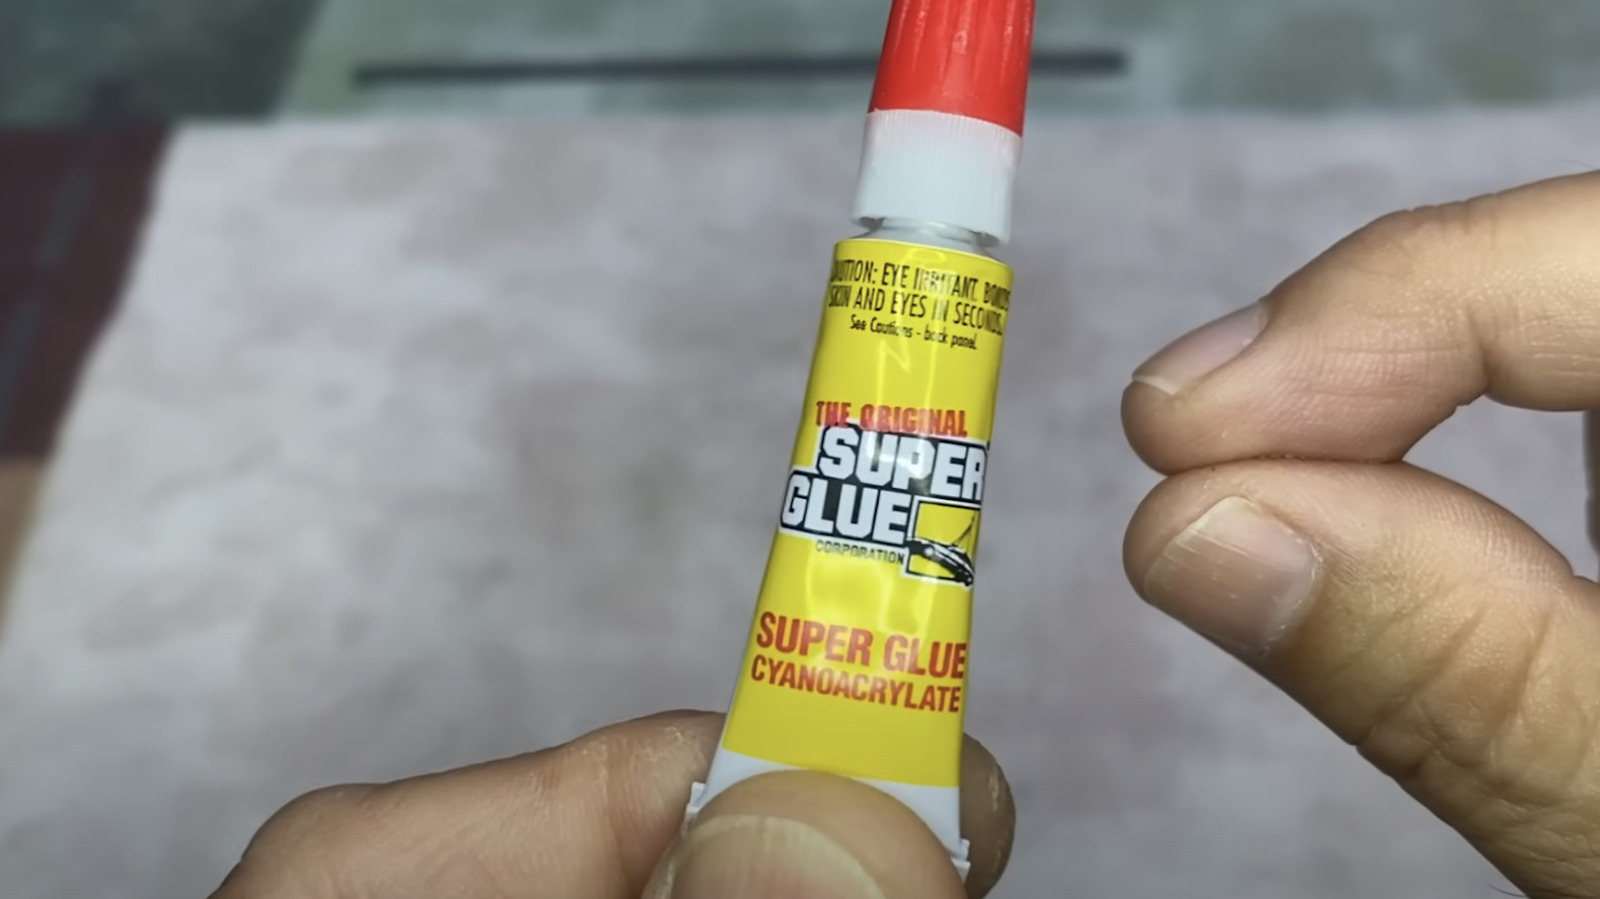 CAUTION: EYE IRRITANT. BONDS
SKIN AND EYES IN SECONDS.
See Cautions - back panel.
THE ORIGINAL
SUPER
GLUE
CORPORATION
SUPER GLUE
CYANOACRYLATE